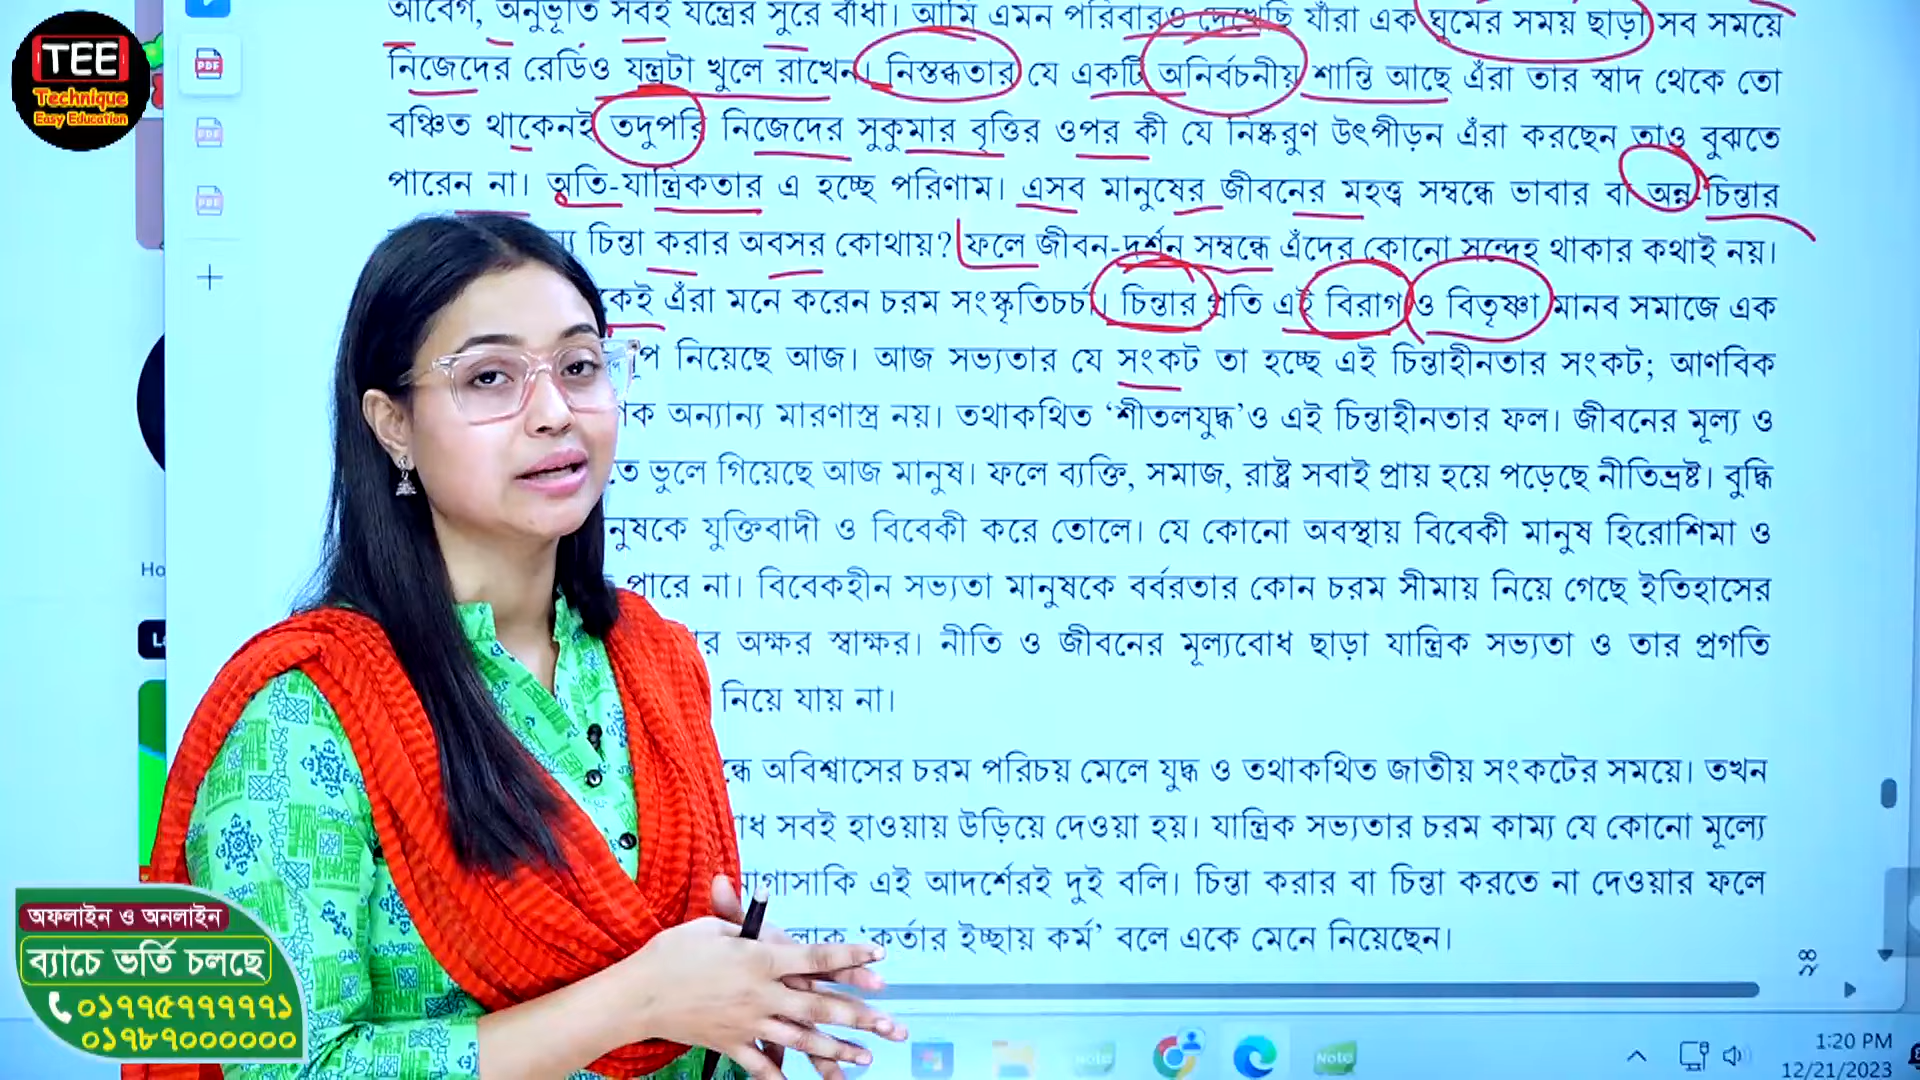 TEE
Technique
Easy Education
PDF
PDF
PDF
আবেগ, অনুভূতি সবই যন্ত্রের সুরে বাঁধা। আমি এমন পরিবারও দেখেছি যাঁরা এক ঘুমের সময় ছাড়া সব সময়ে
নিজেদের রেডিও যন্ত্রটা খুলে রাখেন। নিস্তব্ধতার যে একটি অনির্বচনীয় শান্তি আছে এঁরা তার স্বাদ থেকে তো
বঞ্চিত থাকেনই তদুপরি নিজেদের সুকুমার বৃত্তির ওপর কী যে নিষ্করুণ উৎপীড়ন এঁরা করছেন তাও বুঝতে
পারেন না। অতি-যান্ত্রিকতার এ হচ্ছে পরিণাম। এসব মানুষের জীবনের মহত্ত্ব সম্বন্ধে ভাবার বা অন্ন-চিন্তার
চিন্তা করার অবসর কোথায়? ফলে জীবন-দর্শন সম্বন্ধে এঁদের কোনো সন্দেহ থাকার কথাই নয়।
কেই এঁরা মনে করেন চরম সংস্কৃতিচর্চা। চিন্তার প্রতি এই বিরাগ ও বিতৃষ্ণা মানব সমাজে এক
নিয়েছে আজ। আজ সভ্যতার যে সংকট তা হচ্ছে এই চিন্তাহীনতার সংকট; আণবিক
অন্যান্য মারণাস্ত্র নয়। তথাকথিত ‘শীতলযুদ্ধ’ও এই চিন্তাহীনতার ফল। জীবনের মূল্য ও
ভুলে গিয়েছে আজ মানুষ। ফলে ব্যক্তি, সমাজ, রাষ্ট্র সবাই প্রায় হয়ে পড়েছে নীতিভ্রষ্ট। বুদ্ধি
নুষকে যুক্তিবাদী ও বিবেকী করে তোলে। যে কোনো অবস্থায় বিবেকী মানুষ হিরোশিমা ও
পারে না। বিবেকহীন সভ্যতা মানুষকে বর্বরতার কোন চরম সীমায় নিয়ে গেছে ইতিহাসের
অক্ষর স্বাক্ষর। নীতি ও জীবনের মূল্যবোধ ছাড়া যান্ত্রিক সভ্যতা ও তার প্রগতি
নিয়ে যায় না।
ন্ধে অবিশ্বাসের চরম পরিচয় মেলে যুদ্ধ ও তথাকথিত জাতীয় সংকটের সময়ে। তখন
সবই হাওয়ায় উড়িয়ে দেওয়া হয়। যান্ত্রিক সভ্যতার চরম কাম্য যে কোনো মূল্যে
নাগাসাকি এই আদর্শেরই দুই বলি। চিন্তা করার বা চিন্তা করতে না দেওয়ার ফলে
লোক ‘কর্তার ইচ্ছায় কর্ম’ বলে একে মেনে নিয়েছেন।
Ho
অফলাইন ও অনলাইন
ব্যাচে ভর্তি চলছে
০১৭৭৫৭৭৭৭৭১
০১৭৮৭০০০০০০
Note
Note
1:20 PM
12/21/2023